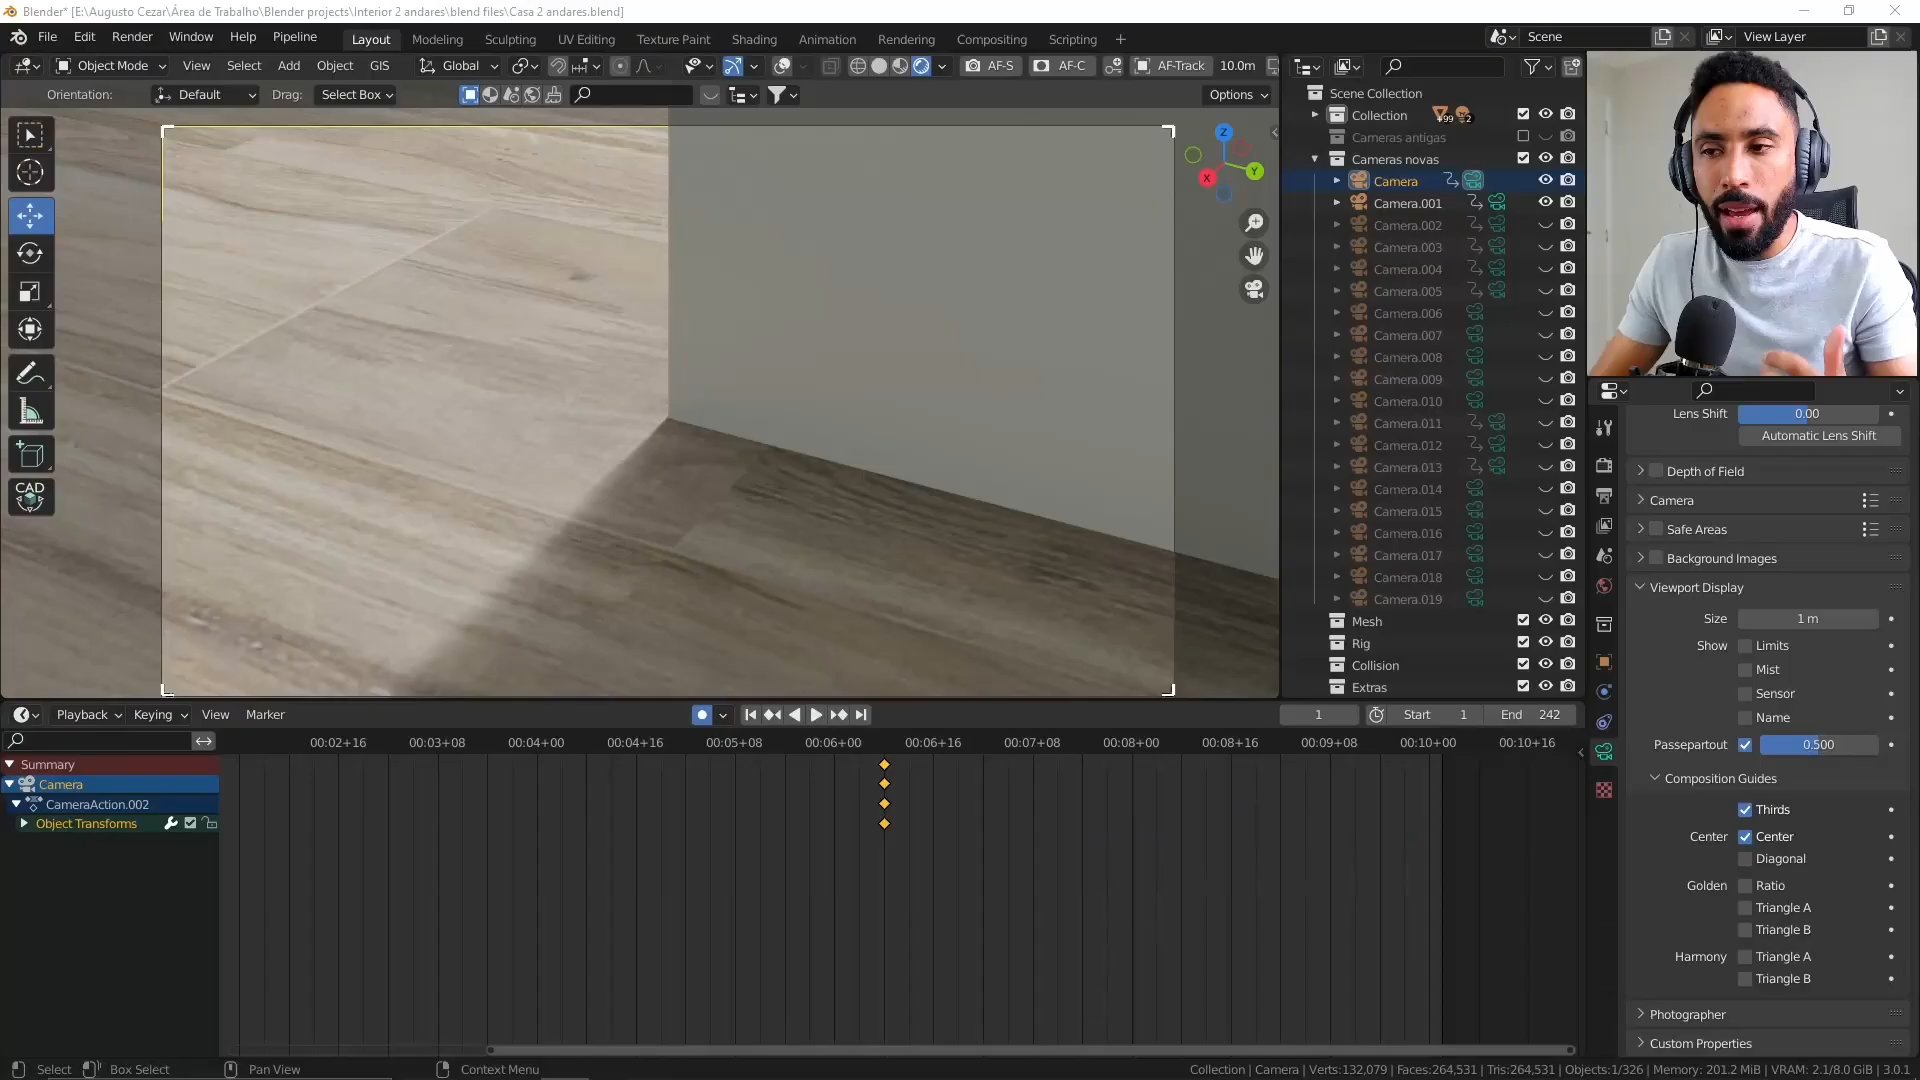 Blender* [E:\Augusto Cezar\Área de Trabalho\Blender projects\Interior 2 andares\blend files\Casa 2 andares.blend]
File Edit Render Window Help Pipeline Layout Modeling Sculpting UV Editing Texture Paint Shading Animation Rendering Compositing Scripting + Scene View Layer
Object Mode View Select Add Object GIS Global AF-S AF-C AF-Track 10.0m
Orientation: Default Drag: Select Box Options
Scene Collection
Collection +99 2
Cameras antigas
Cameras novas
Camera
Camera.001
Camera.002
Camera.003
Camera.004
Camera.005
Camera.006
Camera.007
Camera.008
Camera.009
Camera.010
Camera.011
Camera.012
Camera.013
Camera.014
Camera.015
Camera.016
Camera.017
Camera.018
Camera.019
Mesh
Rig
Collision
Extras
Z
Y
X
CAD
Lens Shift 0.00
Automatic Lens Shift
Depth of Field
Camera
Safe Areas
Background Images
Viewport Display
Size 1 m
Show Limits
Mist
Sensor
Name
Passepartout 0.500
Composition Guides
Thirds
Center Center
Diagonal
Golden Ratio
Triangle A
Triangle B
Harmony Triangle A
Triangle B
Photographer
Custom Properties
Playback Keying View Marker 1 Start 1 End 242
00:02+16 00:03+08 00:04+00 00:04+16 00:05+08 00:06+00 00:06+16 00:07+08 00:08+00 00:08+16 00:09+08 00:10+00 00:10+16
Summary
Camera
CameraAction.002
Object Transforms
Select Box Select Pan View Context Menu Collection | Camera | Verts:132,079 | Faces:264,531 | Tris:264,531 | Objects:1/326 | Memory: 201.2 MiB | VRAM: 2.1/8.0 GiB | 3.0.1